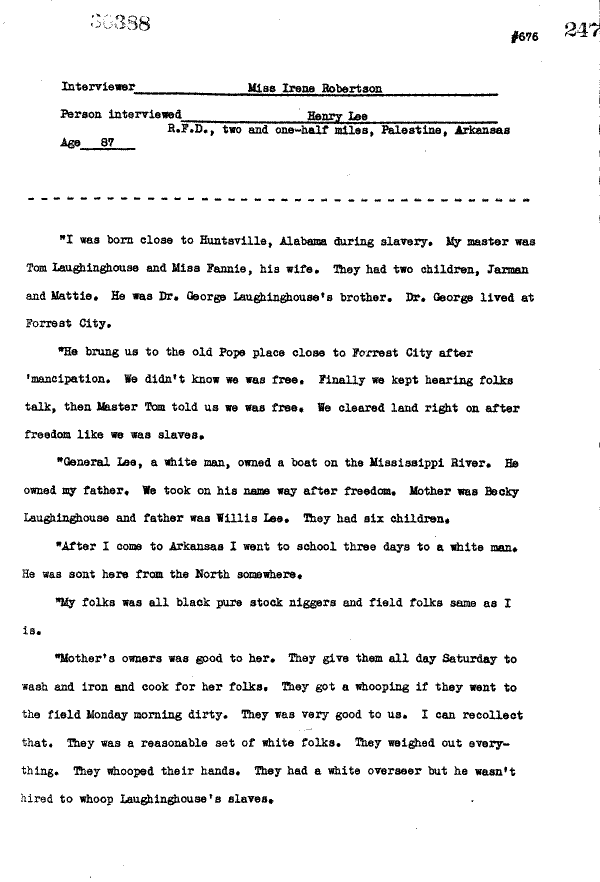 30388
#676
247
Interviewer Miss Irene Robertson
Person interviewed Henry Lee
R.F.D., two and one-half miles, Palestine, Arkansas
Age 87
"I was born close to Huntsville, Alabama during slavery. My master was
Tom Laughinghouse and Miss Fannie, his wife. They had two children, Jarman
and Mattie. He was Dr. George Laughinghouse's brother. Dr. George lived at
Forrest City.
"He brung us to the old Pope place close to Forrest City after
'mancipation. We didn't know we was free. Finally we kept hearing folks
talk, then Master Tom told us we was free. We cleared land right on after
freedom like we was slaves.
"General Lee, a white man, owned a boat on the Mississippi River. He
owned my father. We took on his name way after freedom. Mother was Becky
Laughinghouse and father was Willis Lee. They had six children.
"After I come to Arkansas I went to school three days to a white man.
He was sont here from the North somewhere.
"My folks was all black pure stock niggers and field folks same as I
is.
"Mother's owners was good to her. They give them all day Saturday to
wash and iron and cook for her folks. They got a whooping if they went to
the field Monday morning dirty. They was very good to us. I can recollect
that. They was a reasonable set of white folks. They weighed out every-
thing. They whooped their hands. They had a white overseer but he wasn't
hired to whoop Laughinghouse's slaves.